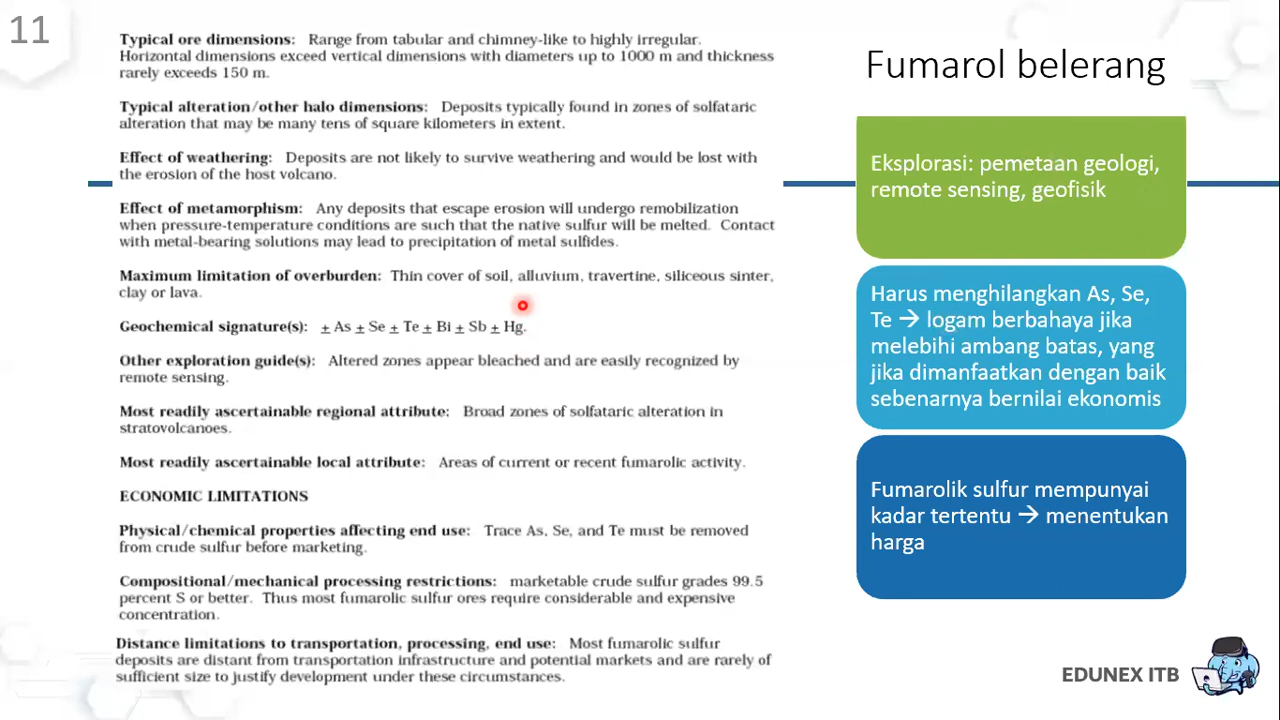 11
Typical ore dimensions: Range from tabular and chimney-like to highly irregular.
Horizontal dimensions exceed vertical dimensions with diameters up to 1000 m and thickness
rarely exceeds 150 m.
Typical alteration/other halo dimensions: Deposits typically found in zones of solfataric
alteration that may be many tens of square kilometers in extent.
Effect of weathering: Deposits are not likely to survive weathering and would be lost with
the erosion of the host volcano.
Effect of metamorphism: Any deposits that escape erosion will undergo remobilization
when pressure-temperature conditions are such that the native sulfur will be melted. Contact
with metal-bearing solutions may lead to precipitation of metal sulfides.
Maximum limitation of overburden: Thin cover of soil, alluvium, travertine, siliceous sinter,
clay or lava.
Geochemical signature(s): ± As ± Se ± Te ± Bi ± Sb ± Hg.
Other exploration guide(s): Altered zones appear bleached and are easily recognized by
remote sensing.
Most readily ascertainable regional attribute: Broad zones of solfataric alteration in
stratovolcanoes.
Most readily ascertainable local attribute: Areas of current or recent fumarolic activity.
ECONOMIC LIMITATIONS
Physical/chemical properties affecting end use: Trace As, Se, and Te must be removed
from crude sulfur before marketing.
Compositional/mechanical processing restrictions: marketable crude sulfur grades 99.5
percent S or better. Thus most fumarolic sulfur ores require considerable and expensive
concentration.
Distance limitations to transportation, processing, end use: Most fumarolic sulfur
deposits are distant from transportation infrastructure and potential markets and are rarely of
sufficient size to justify development under these circumstances.
Fumarol belerang
Eksplorasi: pemetaan geologi,
remote sensing, geofisik
Harus menghilangkan As, Se,
Te → logam berbahaya jika
melebihi ambang batas, yang
jika dimanfaatkan dengan baik
sebenarnya bernilai ekonomis
Fumarolik sulfur mempunyai
kadar tertentu → menentukan
harga
EDUNEX ITB